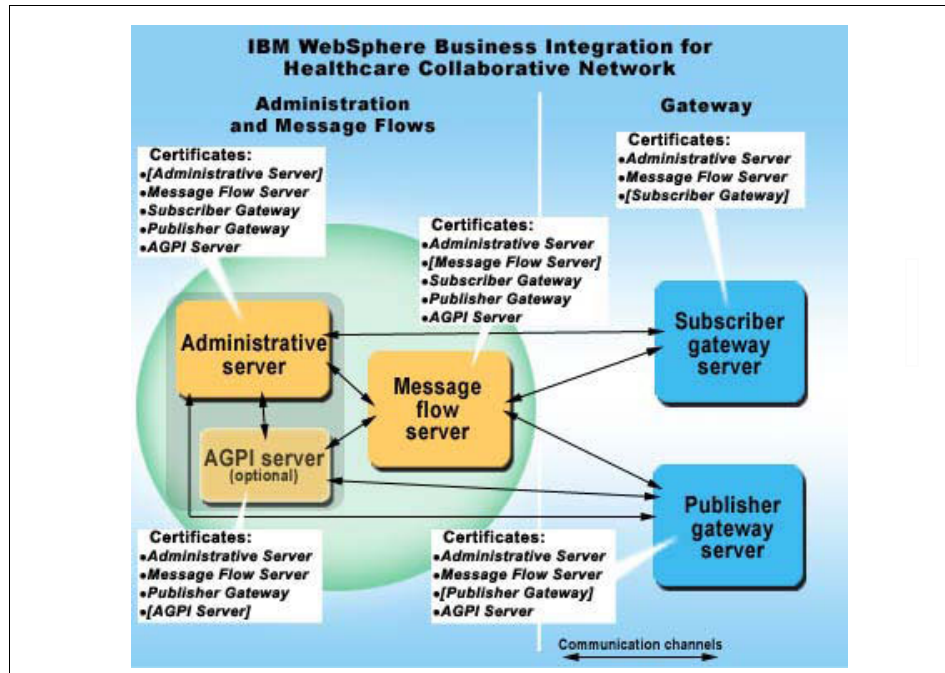 IBM WebSphere Business Integration for
Healthcare Collaborative Network
Administration
and Message Flows
Gateway
Certificates:
•[Administrative Server]
•Message Flow Server
•Subscriber Gateway
•Publisher Gateway
•AGPI Server
Certificates:
•Administrative Server
•Message Flow Server
•[Subscriber Gateway]
Certificates:
•Administrative Server
•[Message Flow Server]
•Subscriber Gateway
•Publisher Gateway
•AGPI Server
Administrative
server
Message
flow
server
Subscriber
gateway
server
AGPI server
(optional)
Publisher
gateway
server
Certificates:
•Administrative Server
•Message Flow Server
•Publisher Gateway
•[AGPI Server]
Certificates:
•Administrative Server
•Message Flow Server
•[Publisher Gateway]
•AGPI Server
Communication channels